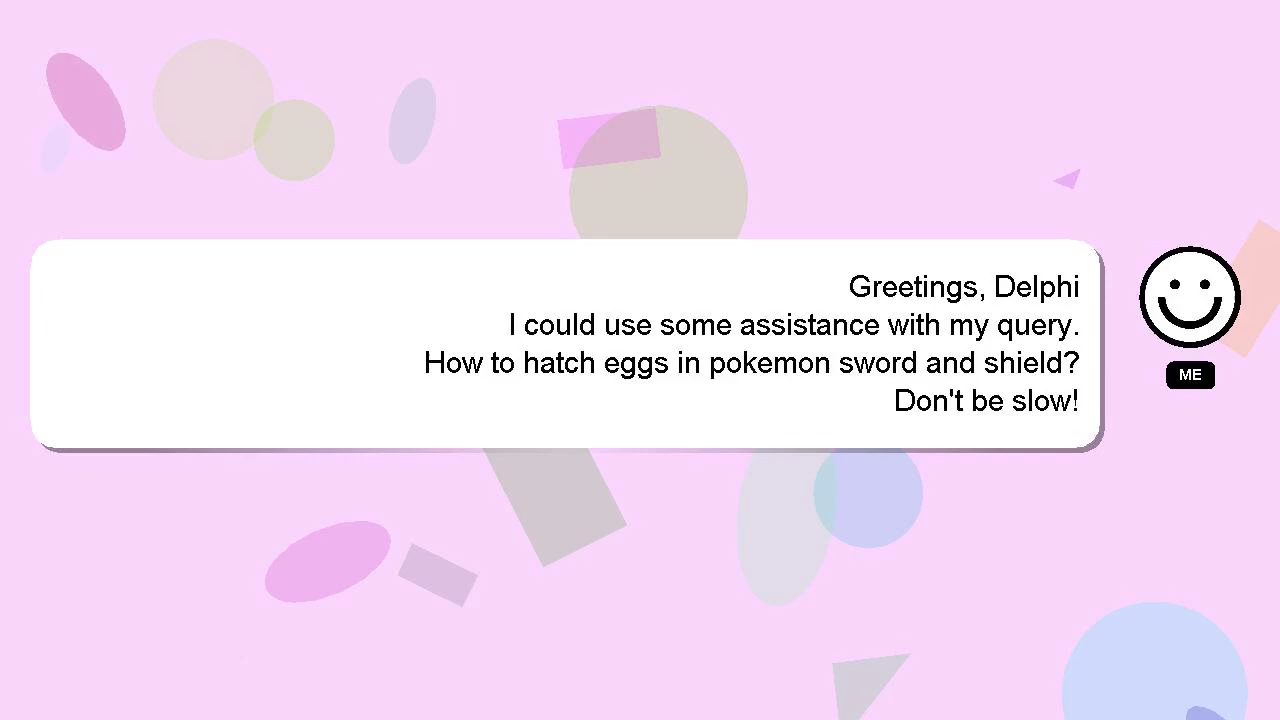 Greetings, Delphi
I could use some assistance with my query.
How to hatch eggs in pokemon sword and shield?
Don't be slow!
ME